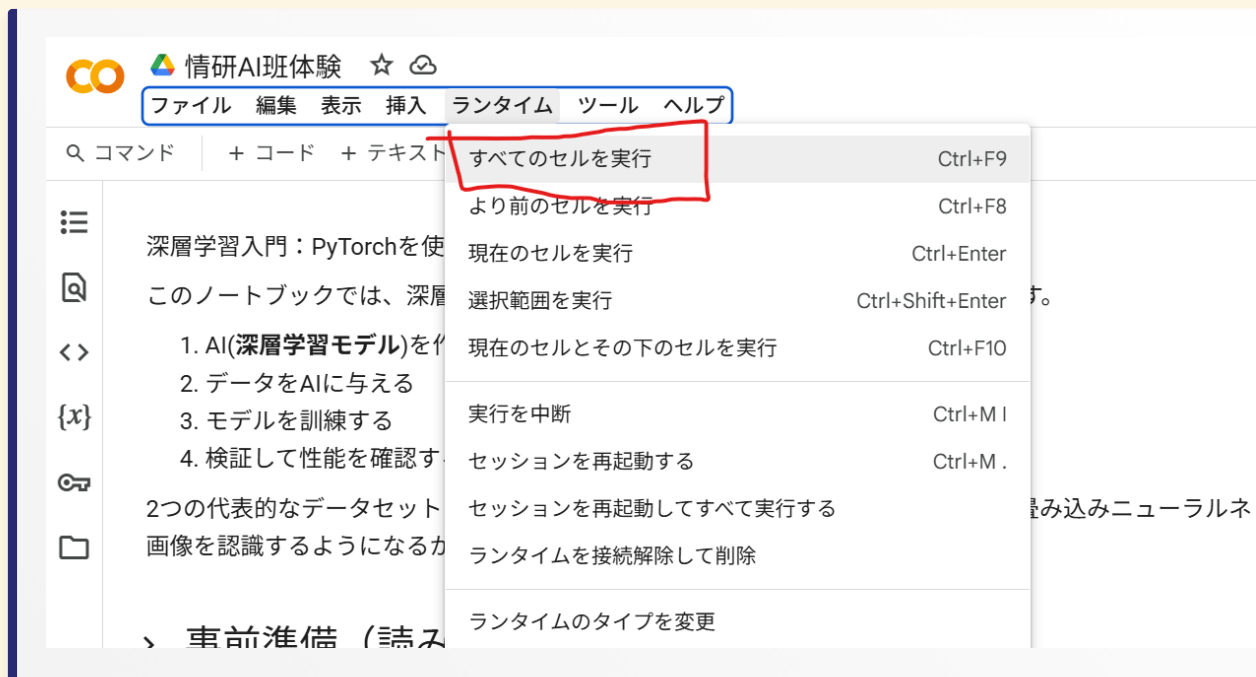 情研AI班体験
ファイル 編集 表示 挿入 ランタイム ツール ヘルプ
コマンド + コード + テキスト
すべてのセルを実行 Ctrl+F9
より前のセルを実行 Ctrl+F8
現在のセルを実行 Ctrl+Enter
選択範囲を実行 Ctrl+Shift+Enter
現在のセルとその下のセルを実行 Ctrl+F10
実行を中断 Ctrl+M I
セッションを再起動する Ctrl+M .
セッションを再起動してすべて実行する
ランタイムを接続解除して削除
ランタイムのタイプを変更
深層学習入門：PyTorchを使
このノートブックでは、深層 す。
1. AI(深層学習モデル)を作
2. データをAIに与える
3. モデルを訓練する
4. 検証して性能を確認す
2つの代表的なデータセット 畳み込みニューラルネ
画像を認識するようになるか
事前準備（読み